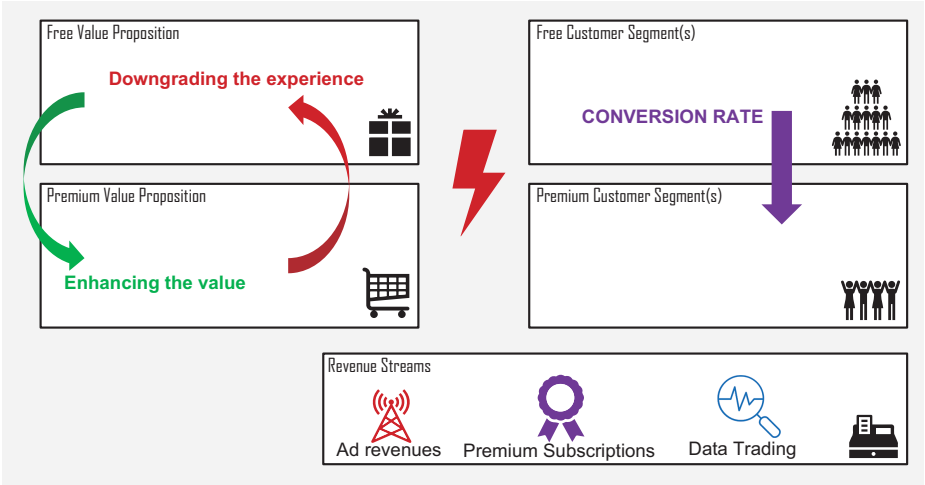 Free Value Proposition
Downgrading the experience
Premium Value Proposition
Enhancing the value
Free Customer Segment(s)
CONVERSION RATE
Premium Customer Segment(s)
Revenue Streams
Ad revenues
Premium Subscriptions
Data Trading